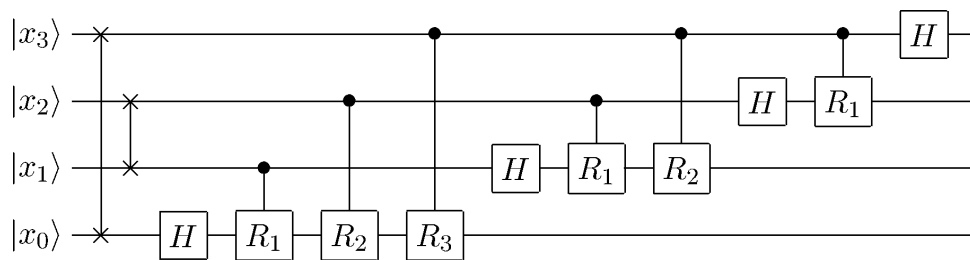 |x₃⟩ H
|x₂⟩ H R₁
|x₁⟩ H R₁ R₂
|x₀⟩ H R₁ R₂ R₃